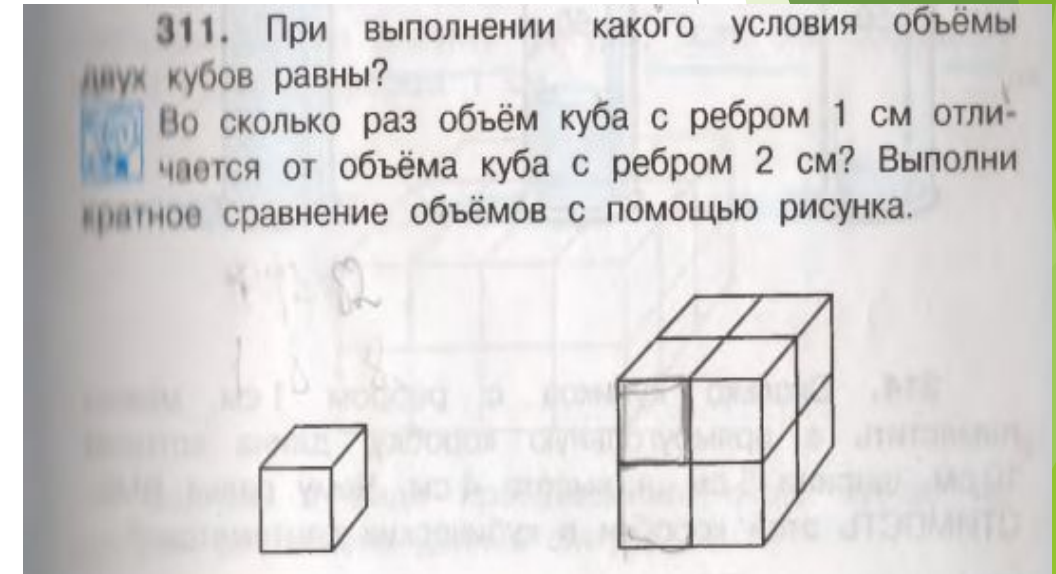 311. При выполнении какого условия объёмы
двух кубов равны?
Во сколько раз объём куба с ребром 1 см отли-
чается от объёма куба с ребром 2 см? Выполни
кратное сравнение объёмов с помощью рисунка.